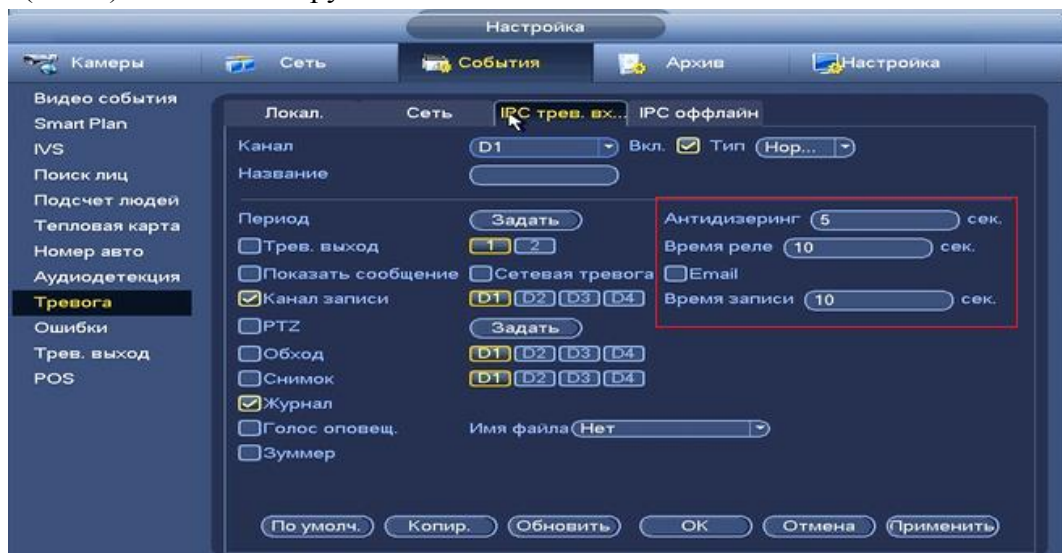 Настройка
Камеры Сеть События Архив Настройка
Видео события
Smart Plan
IVS
Поиск лиц
Подсчет людей
Тепловая карта
Номер авто
Аудиодетекция
Тревога
Ошибки
Трев. выход
POS
Локал. Сеть IPC трев. вх... IPC оффлайн
Канал D1 Вкл. Тип Нор...
Название
Период Задать Антидизеринг 5 сек.
Трев. выход 1 2 Время реле 10 сек.
Показать сообщение Сетевая тревога Email
Канал записи D1 D2 D3 D4 Время записи 10 сек.
PTZ Задать
Обход D1 D2 D3 D4
Снимок D1 D2 D3 D4
Журнал
Голос оповещ. Имя файла Нет
Зуммер
По умолч. Копир. Обновить OK Отмена Применить